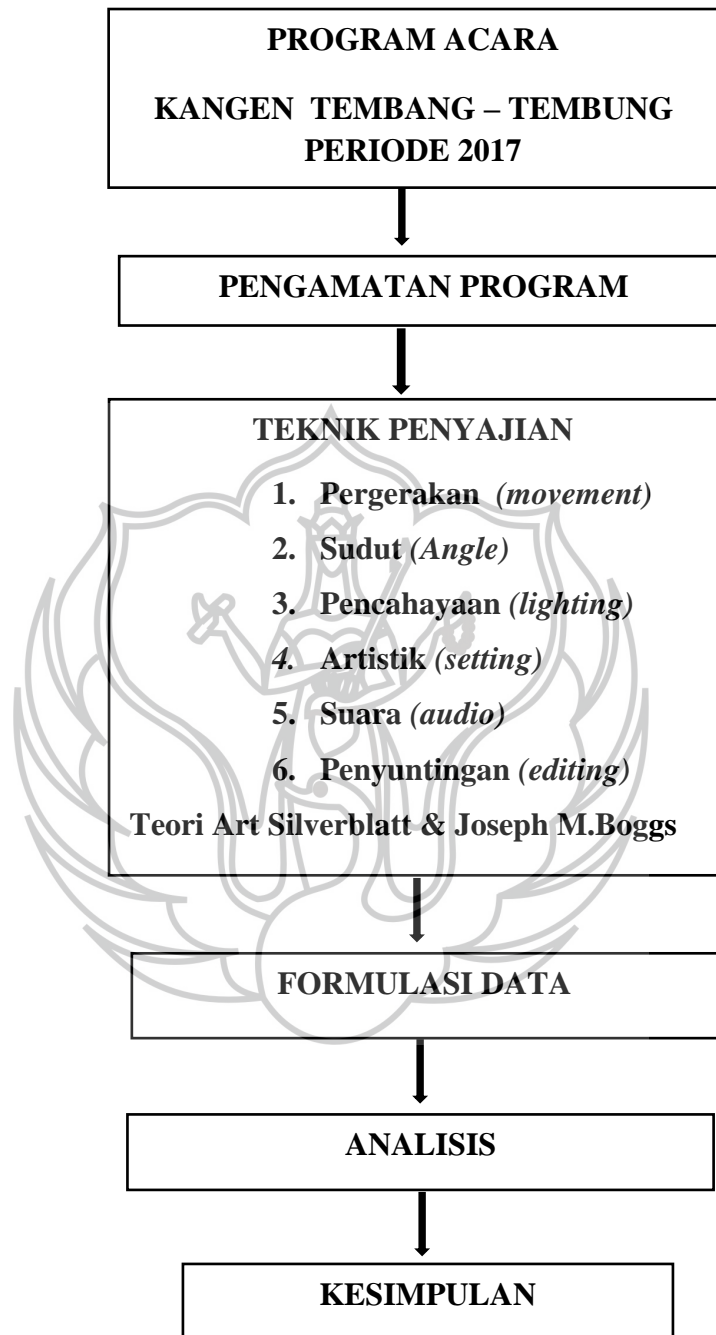 PROGRAM ACARA
KANGEN TEMBANG – TEMBUNG
PERIODE 2017
PENGAMATAN PROGRAM
TEKNIK PENYAJIAN
1. Pergerakan (movement)
2. Sudut (Angle)
3. Pencahayaan (lighting)
4. Artistik (setting)
5. Suara (audio)
6. Penyuntingan (editing)
Teori Art Silverblatt & Joseph M.Boggs
FORMULASI DATA
ANALISIS
KESIMPULAN